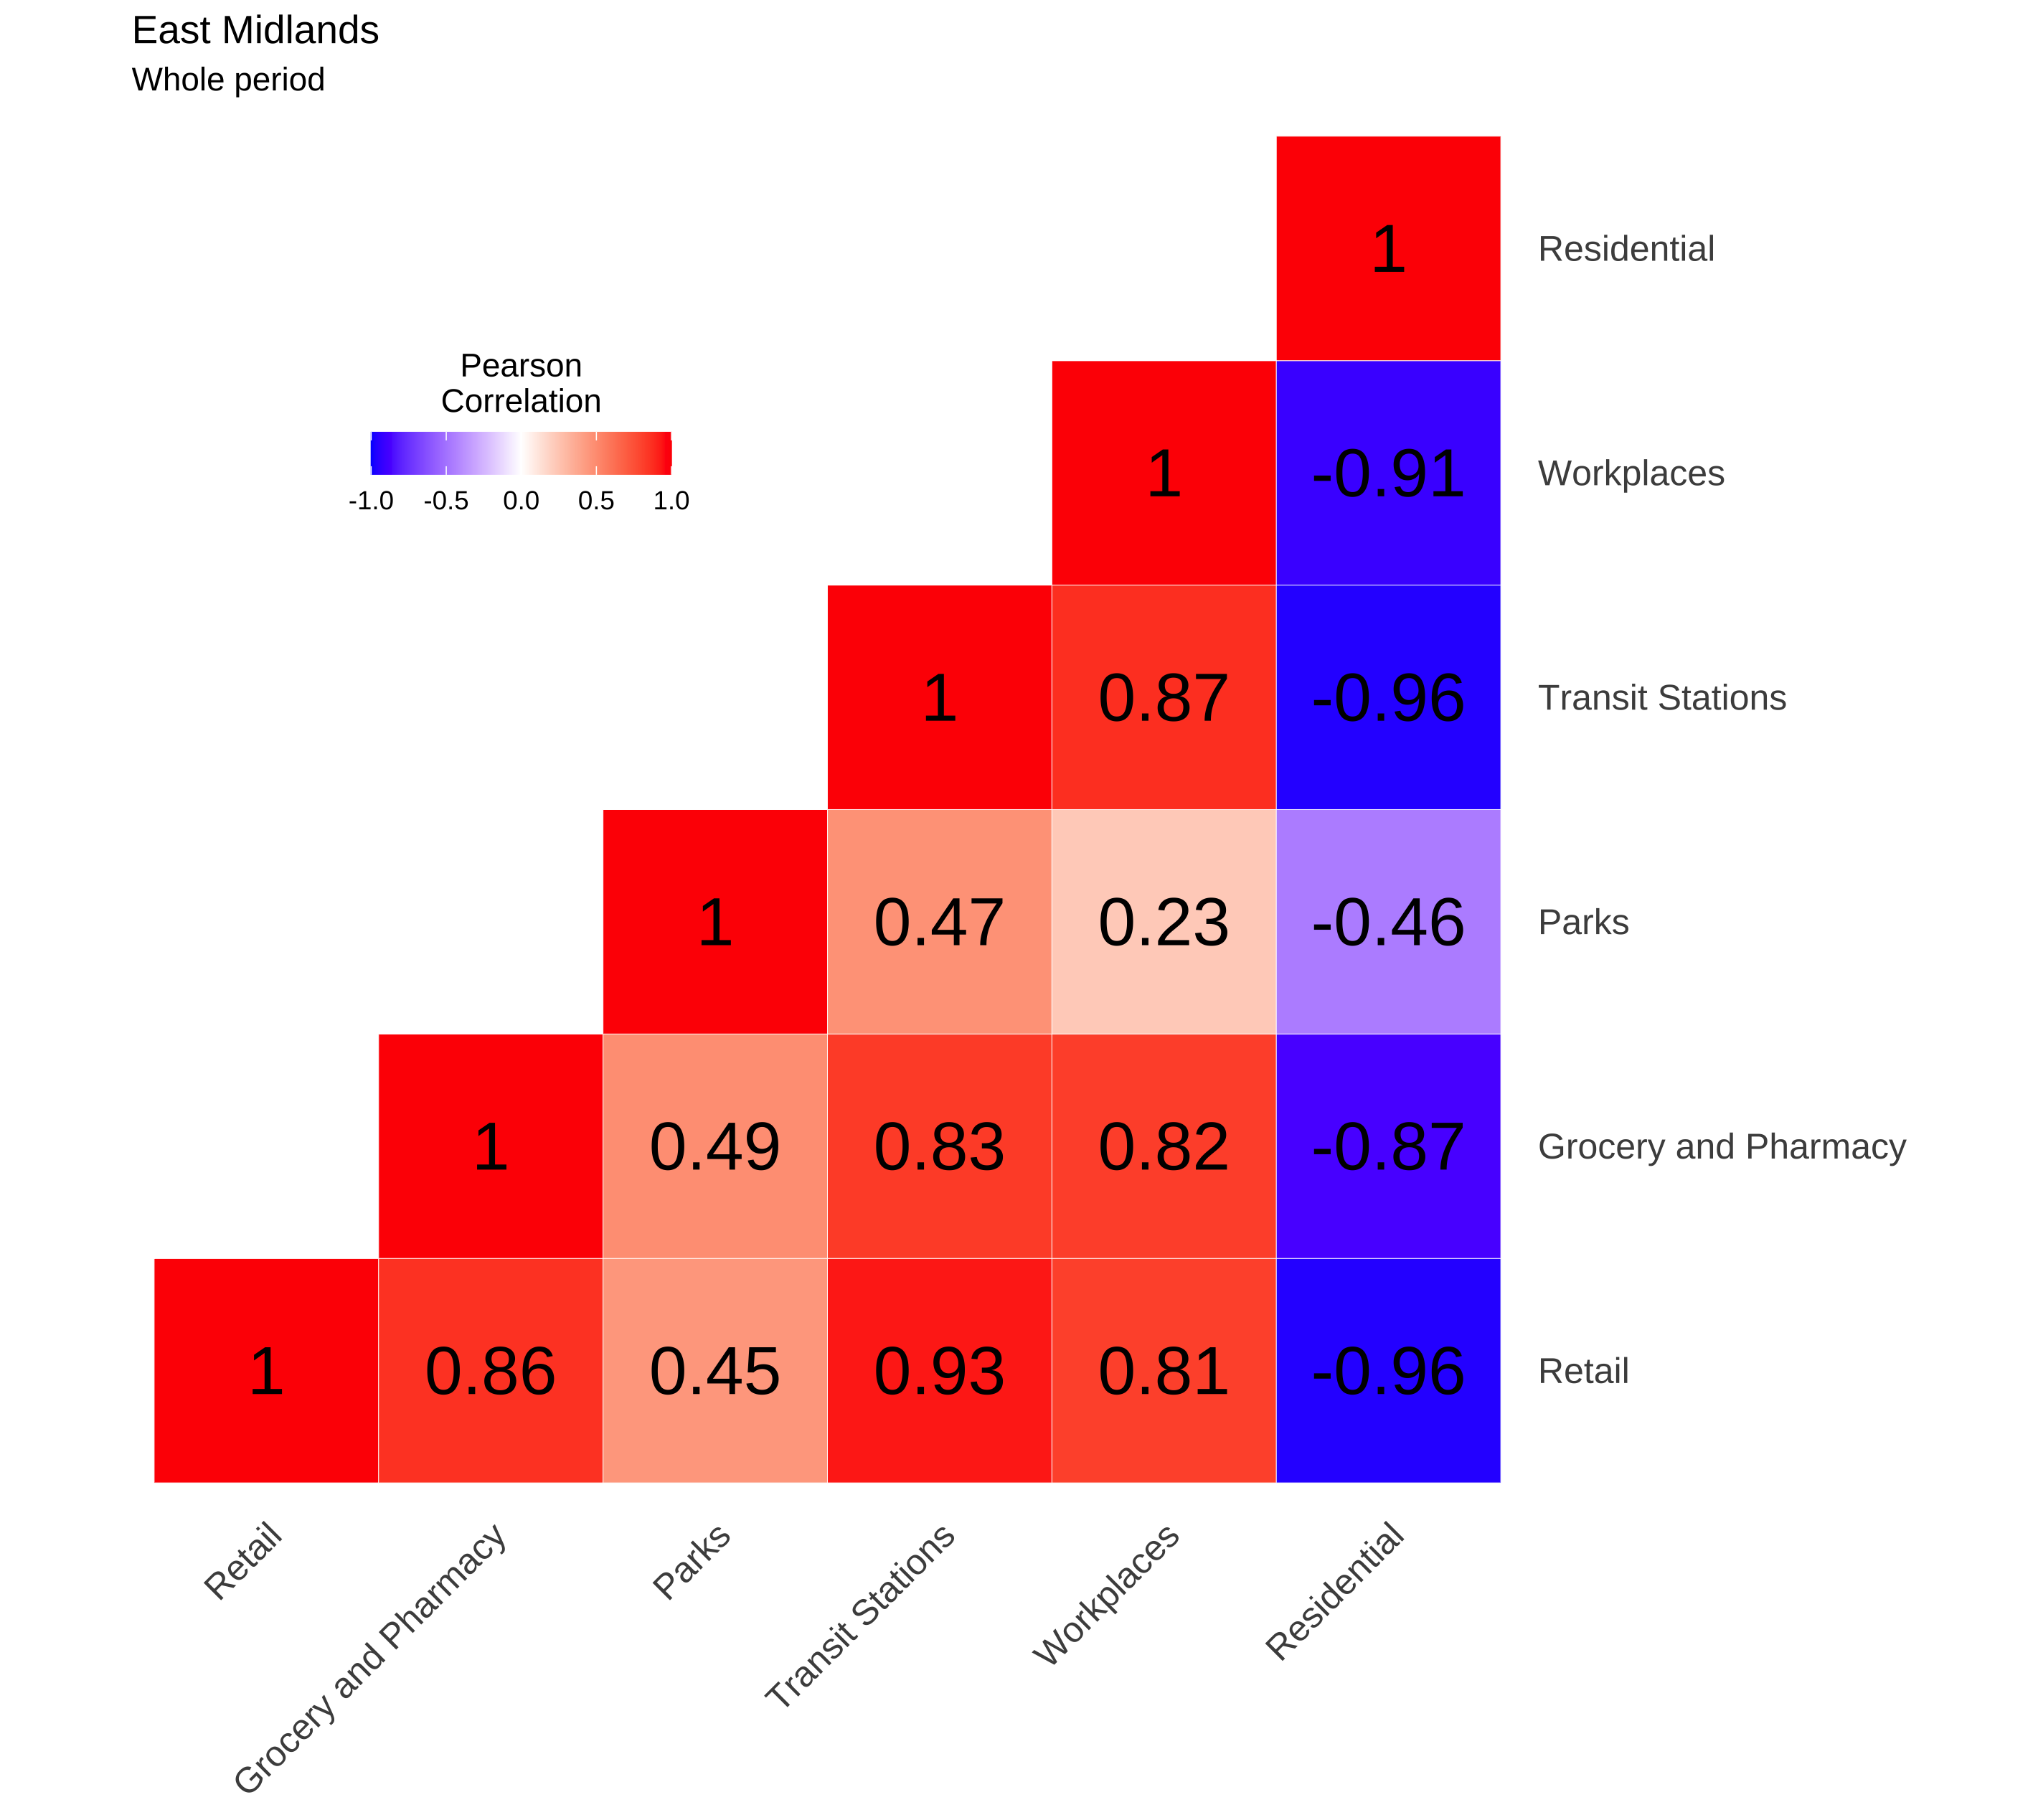 East Midlands
Whole period
1 Residential
Pearson
Correlation
-1.0 -0.5 0.0 0.5 1.0
1 -0.91 Workplaces
1 0.87 -0.96 Transit Stations
1 0.47 0.23 -0.46 Parks
1 0.49 0.83 0.82 -0.87 Grocery and Pharmacy
1 0.86 0.45 0.93 0.81 -0.96 Retail
Retail
Grocery and Pharmacy
Parks
Transit Stations
Workplaces
Residential